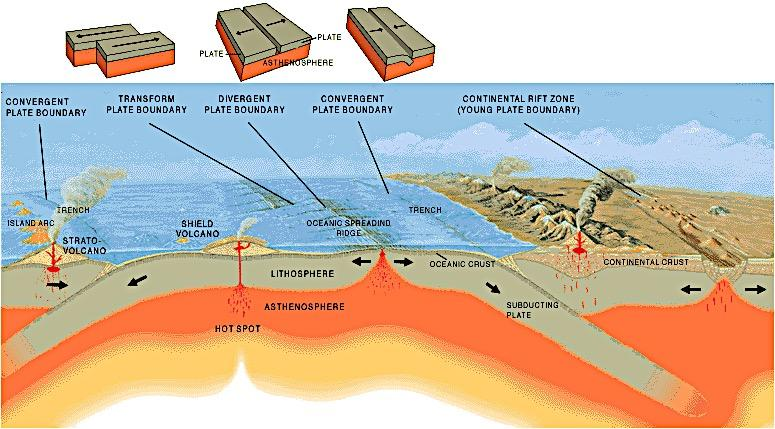 PLATE
PLATE
ASTHENOSPHERE
CONVERGENT
PLATE BOUNDARY
TRANSFORM
PLATE BOUNDARY
DIVERGENT
PLATE BOUNDARY
CONVERGENT
PLATE BOUNDARY
CONTINENTAL RIFT ZONE
(YOUNG PLATE BOUNDARY)
TRENCH
ISLAND ARC
STRATO-
VOLCANO
SHIELD
VOLCANO
OCEANIC SPREADING
RIDGE
TRENCH
OCEANIC CRUST
CONTINENTAL CRUST
LITHOSPHERE
ASTHENOSPHERE
SUBDUCTING
PLATE
HOT SPOT